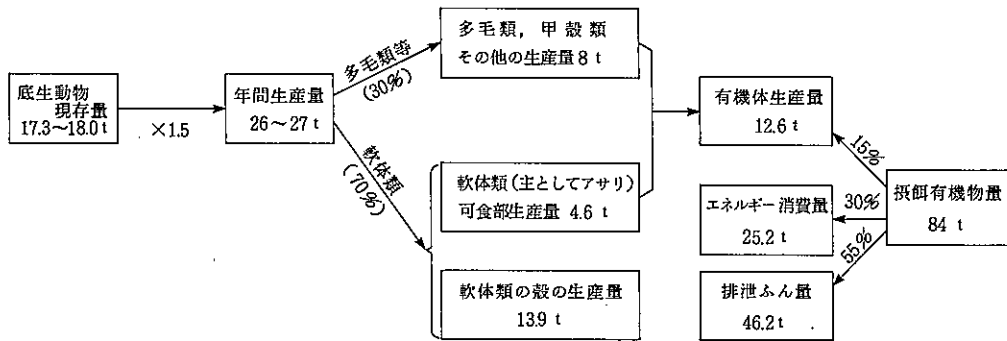 底生動物
現存量
17.3～18.0t
×1.5
年間生産量
26～27t
多毛類等
(30%)
軟体類
(70%)
多毛類，甲殻類
その他の生産量8t
軟体類(主としてアサリ)
可食部生産量 4.6 t
軟体類の殻の生産量
13.9 t
有機体生産量
12.6 t
エネルギー消費量
25.2 t
排泄ふん量
46.2 t
15%
30%
55%
摂餌有機物量
84 t